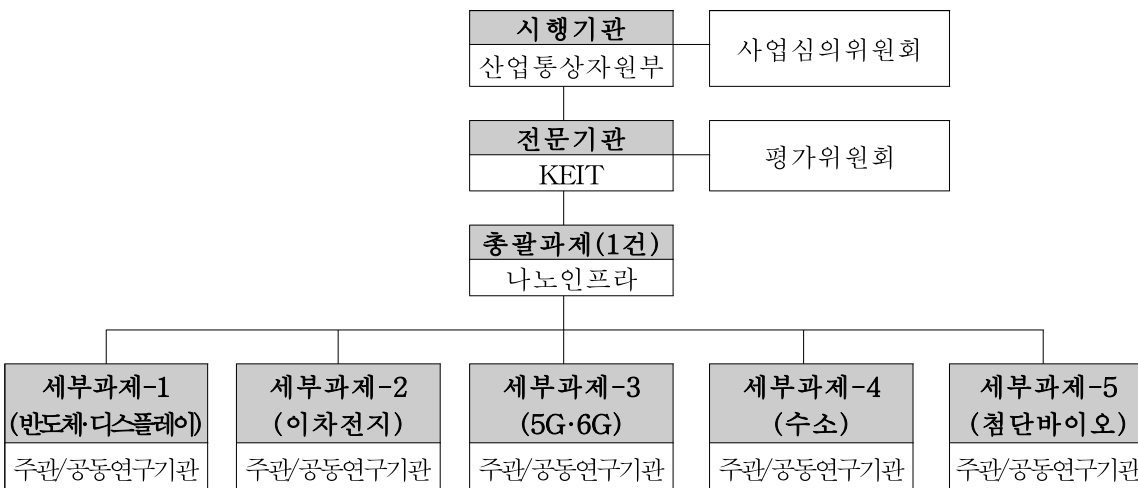 시행기관
산업통상자원부
사업심의위원회
전문기관
KEIT
평가위원회
총괄과제(1건)
나노인프라
세부과제-1
(반도체·디스플레이)
주관/공동연구기관
세부과제-2
(이차전지)
주관/공동연구기관
세부과제-3
(5G·6G)
주관/공동연구기관
세부과제-4
(수소)
주관/공동연구기관
세부과제-5
(첨단바이오)
주관/공동연구기관